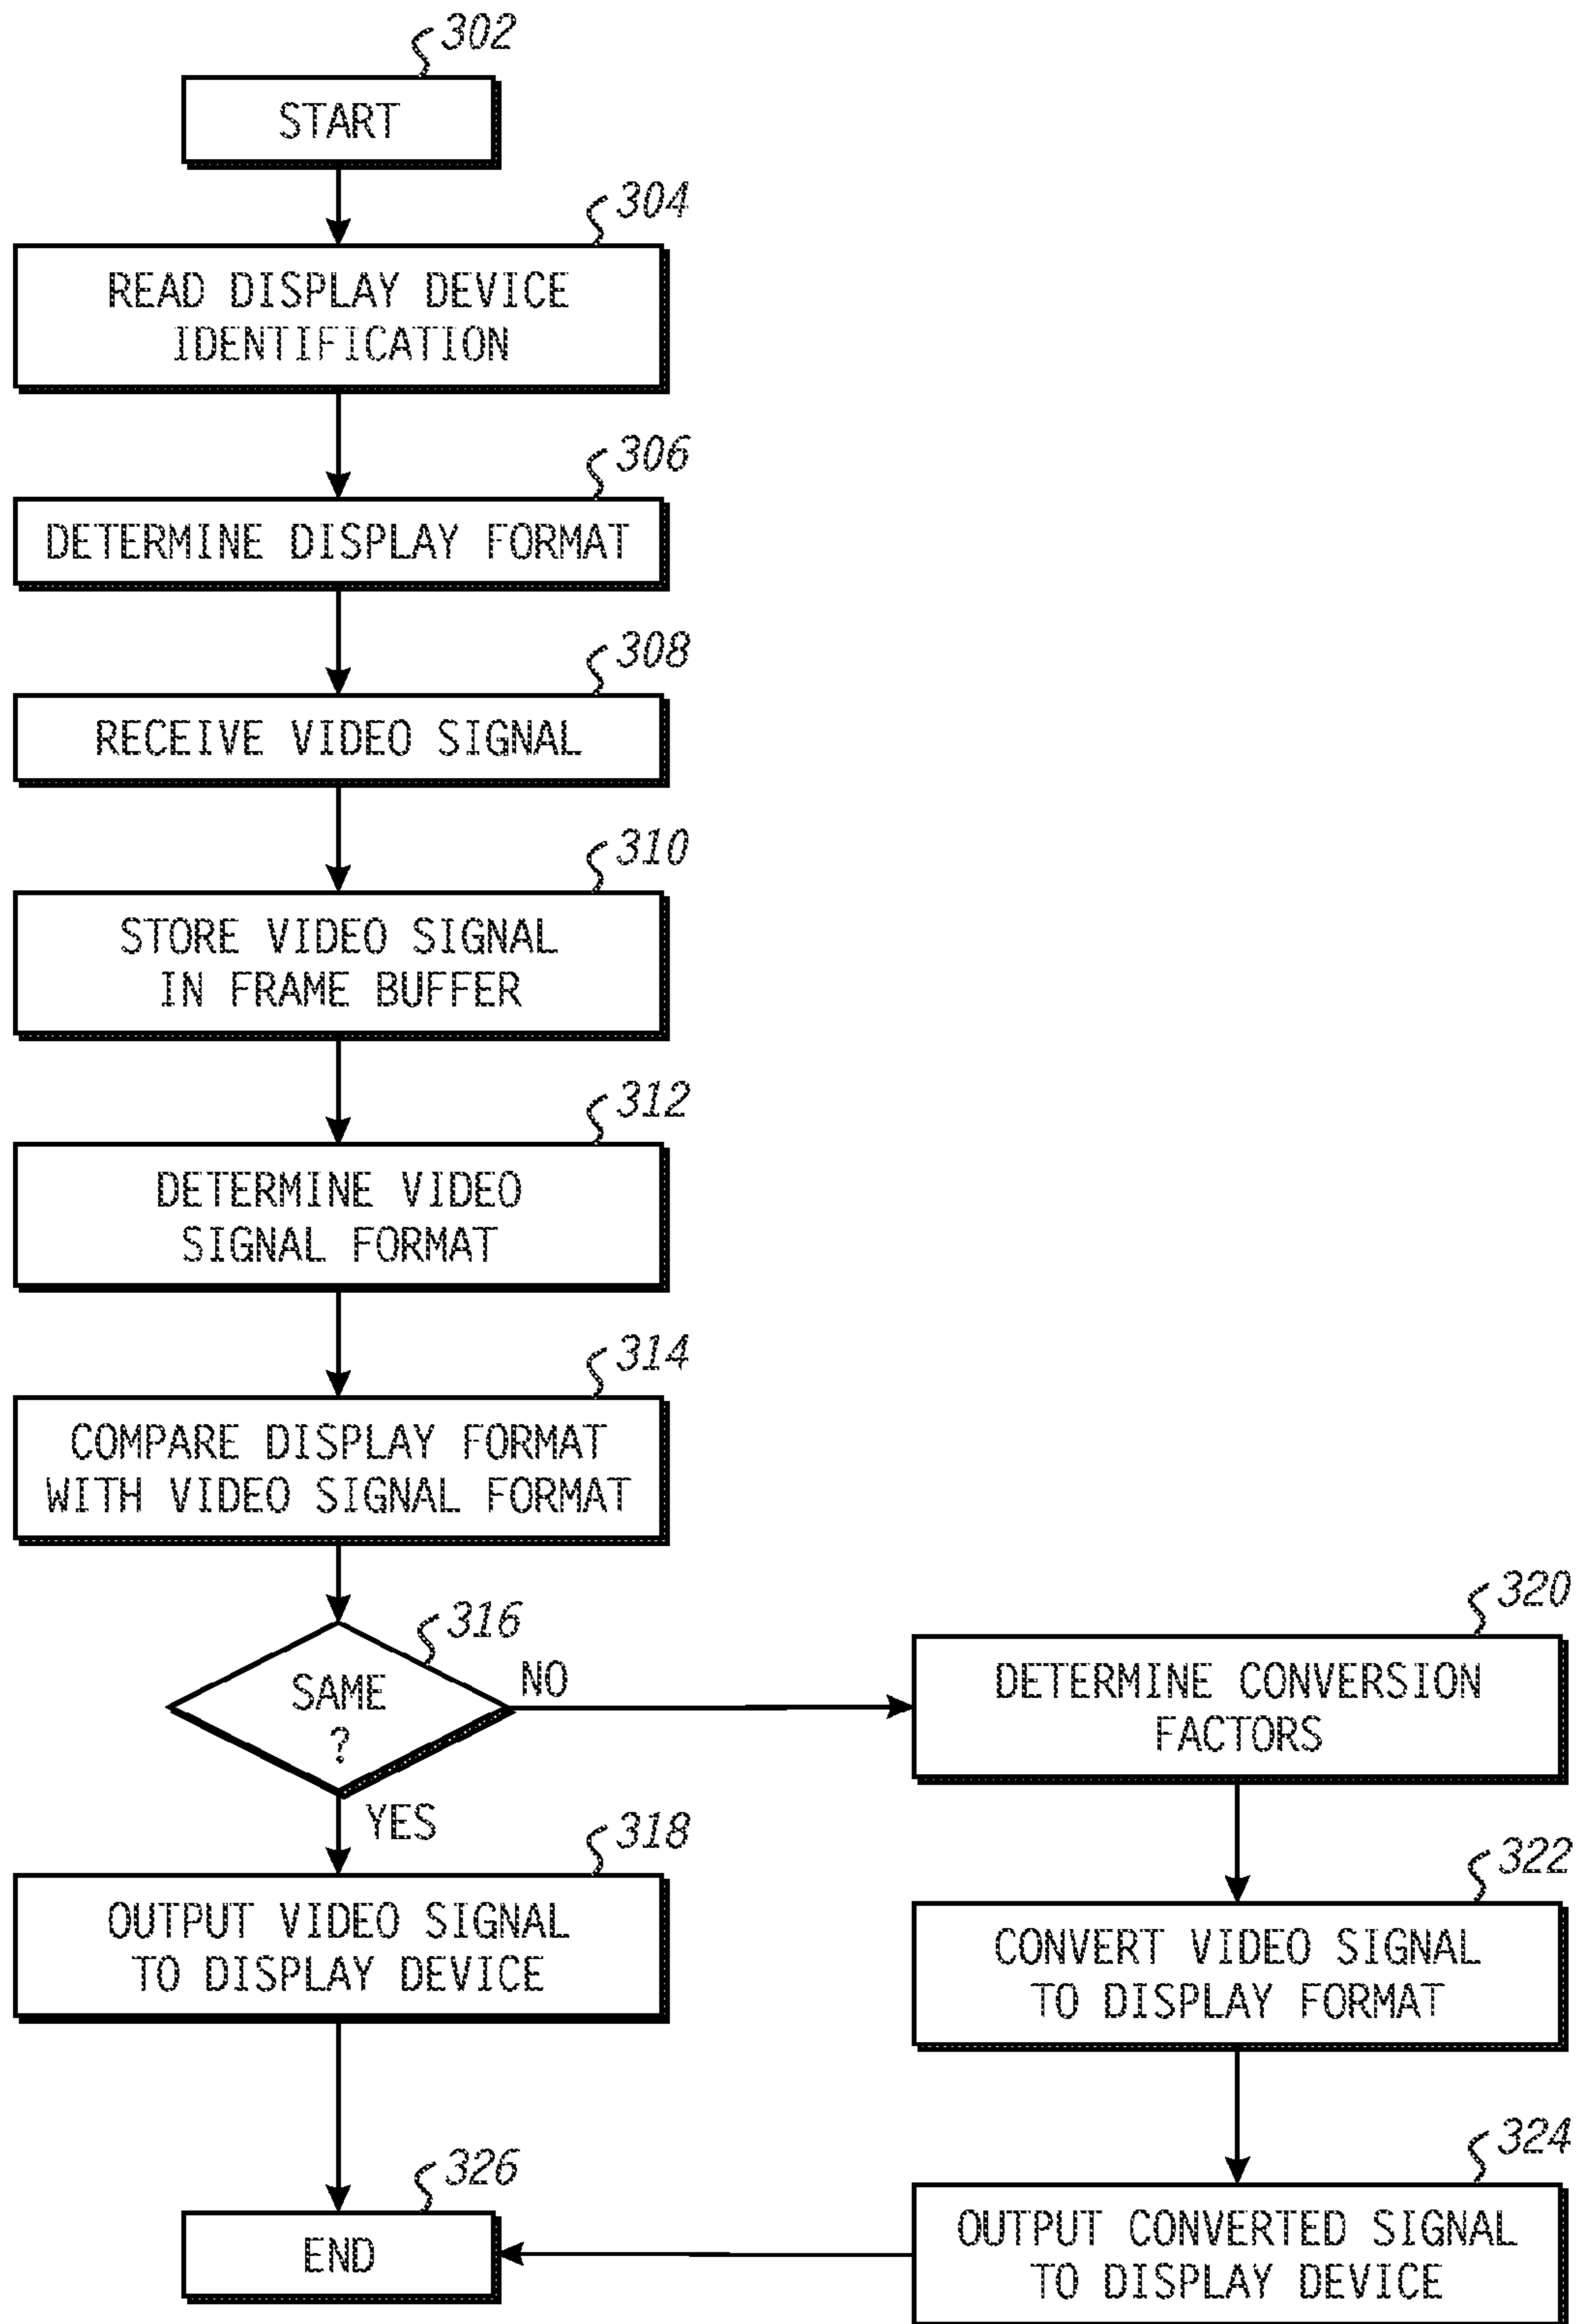 302
START
304
READ DISPLAY DEVICE
IDENTIFICATION
306
DETERMINE DISPLAY FORMAT
308
RECEIVE VIDEO SIGNAL
310
STORE VIDEO SIGNAL
IN FRAME BUFFER
312
DETERMINE VIDEO
SIGNAL FORMAT
314
COMPARE DISPLAY FORMAT
WITH VIDEO SIGNAL FORMAT
316
SAME
?
NO
YES
318
OUTPUT VIDEO SIGNAL
TO DISPLAY DEVICE
320
DETERMINE CONVERSION
FACTORS
322
CONVERT VIDEO SIGNAL
TO DISPLAY FORMAT
324
OUTPUT CONVERTED SIGNAL
TO DISPLAY DEVICE
326
END